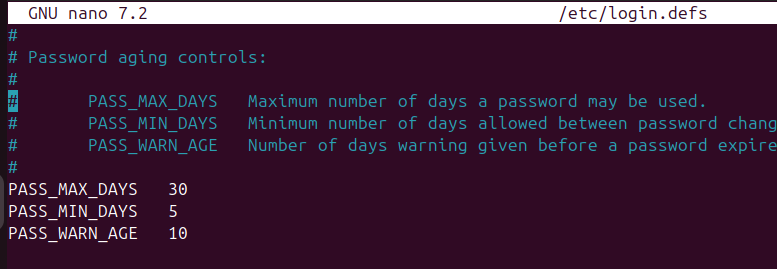 GNU nano 7.2 /etc/login.defs
#
# Password aging controls:
#
# PASS_MAX_DAYS Maximum number of days a password may be used.
# PASS_MIN_DAYS Minimum number of days allowed between password chang
# PASS_WARN_AGE Number of days warning given before a password expire
#
PASS_MAX_DAYS 30
PASS_MIN_DAYS 5
PASS_WARN_AGE 10